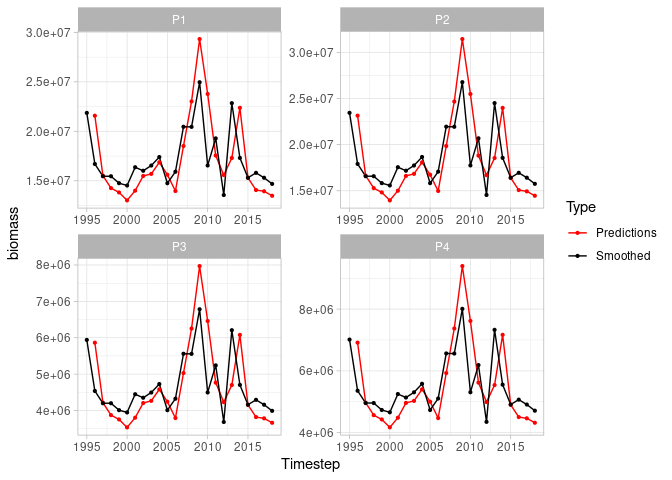 P1
P2
3.0e+07
2.5e+07
2.0e+07
1.5e+07
3.0e+07
2.5e+07
2.0e+07
1.5e+07
1995 2000 2005 2010 2015
1995 2000 2005 2010 2015
P3
P4
8e+06
7e+06
6e+06
5e+06
4e+06
8e+06
6e+06
4e+06
1995 2000 2005 2010 2015
1995 2000 2005 2010 2015
biomass
Timestep
Type
Predictions
Smoothed